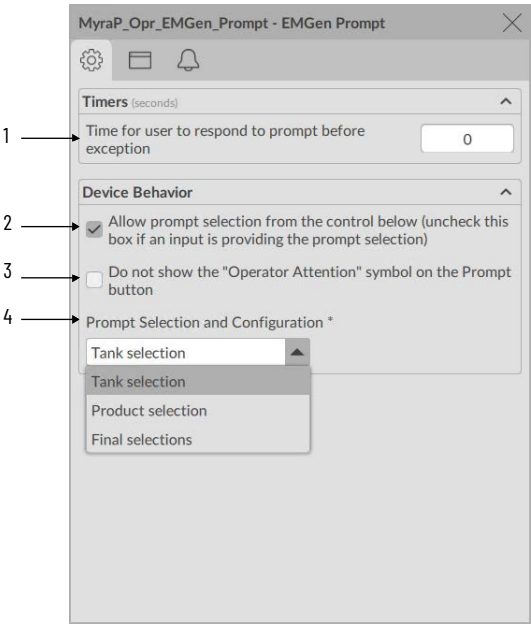 MyraP_Opr_EMGen_Prompt - EMGen Prompt
Timers (seconds)
1
Time for user to respond to prompt before
exception
0
Device Behavior
2
Allow prompt selection from the control below (uncheck this
box if an input is providing the prompt selection)
3
Do not show the "Operator Attention" symbol on the Prompt
button
4
Prompt Selection and Configuration *
Tank selection
Tank selection
Product selection
Final selections